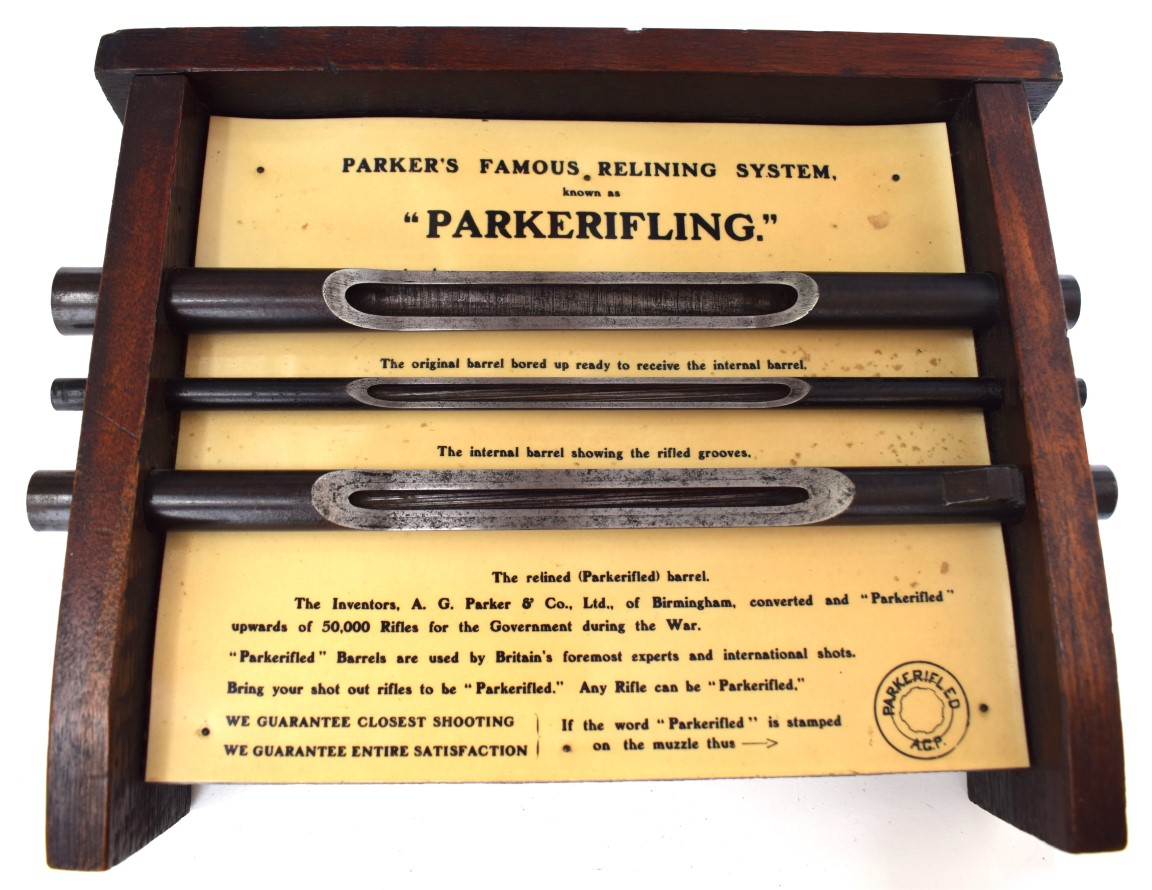 PARKER'S FAMOUS RELINING SYSTEM,
known as
“PARKERIFLING.”
The original barrel bored up ready to receive the internal barrel.
The internal barrel showing the rifled grooves.
The relined (Parkerifled) barrel.
The Inventors, A. G. Parker & Co., Ltd., of Birmingham, converted and “Parkerifled”
upwards of 50,000 Rifles for the Government during the War.
“Parkerifled” Barrels are used by Britain's foremost experts and international shots.
Bring your shot out rifles to be “Parkerifled.” Any Rifle can be “Parkerifled.”
WE GUARANTEE CLOSEST SHOOTING
WE GUARANTEE ENTIRE SATISFACTION
If the word “Parkerifled” is stamped
on the muzzle thus
PARKERIFLED
A.G.P.